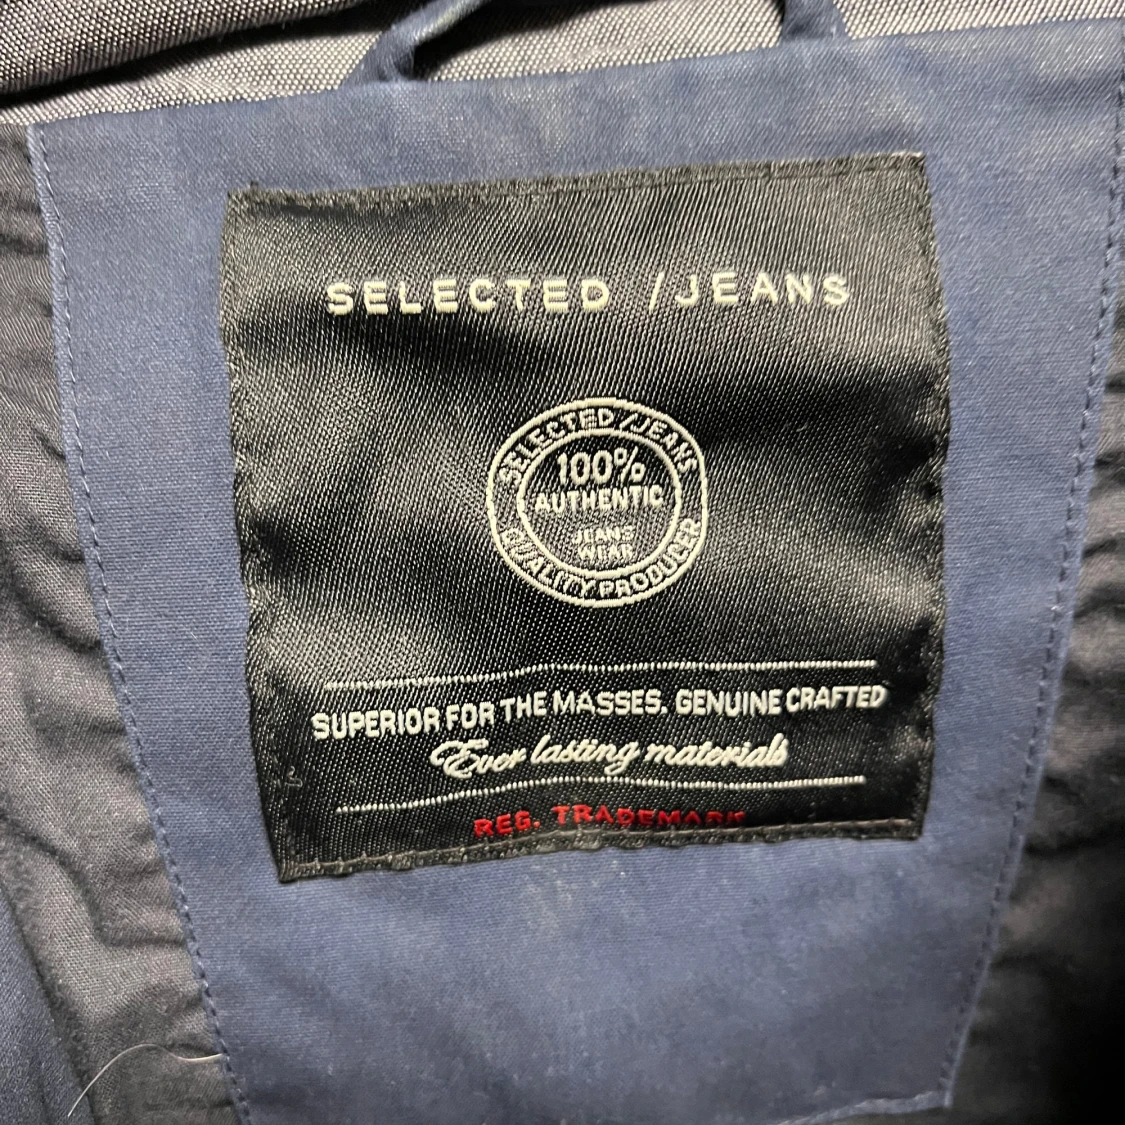 SELECTED /JEANS
SELECTED/JEANS
100%
AUTHENTIC
JEANS
WEAR
QUALITY PRODUCER
SUPERIOR FOR THE MASSES. GENUINE CRAFTED
Ever lasting materials
REG. TRADEMARK